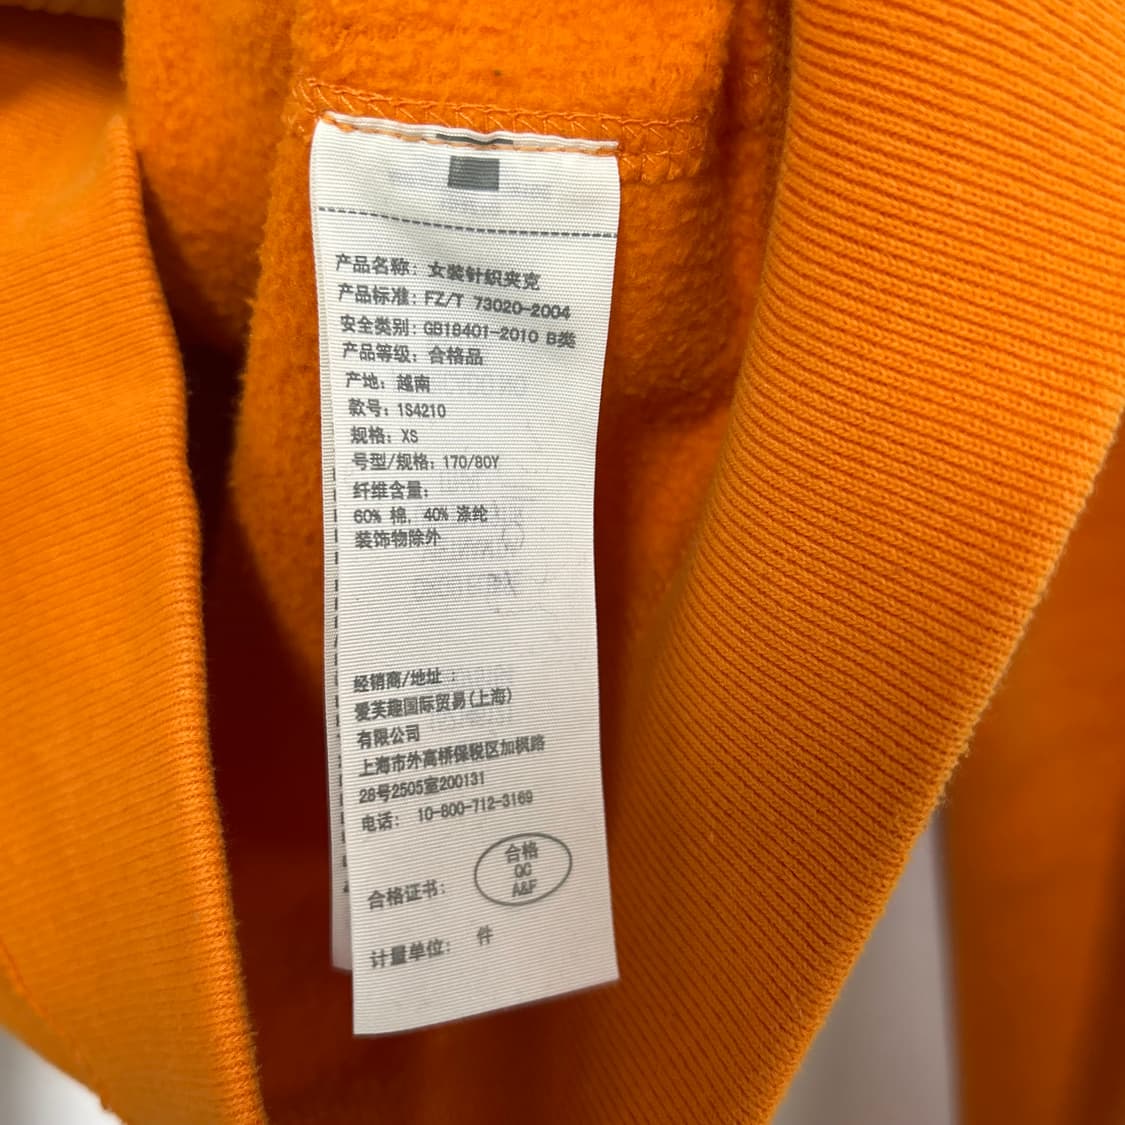 产品名称: 女装针织夹克
产品标准: FZ/T 73020-2004
安全类别: GB18401-2010 B类
产品等级: 合格品
产地: 越南
款号: 1S4210
规格: XS
号型/规格: 170/80Y
纤维含量:
60% 棉, 40% 涤纶
装饰物除外
经销商/地址 :
爱芙趣国际贸易(上海)
有限公司
上海市外高桥保税区加枫路
28号2505室200131
电话: 10-800-712-3169
合格
QC
A&F
合格证书:
计量单位: 件